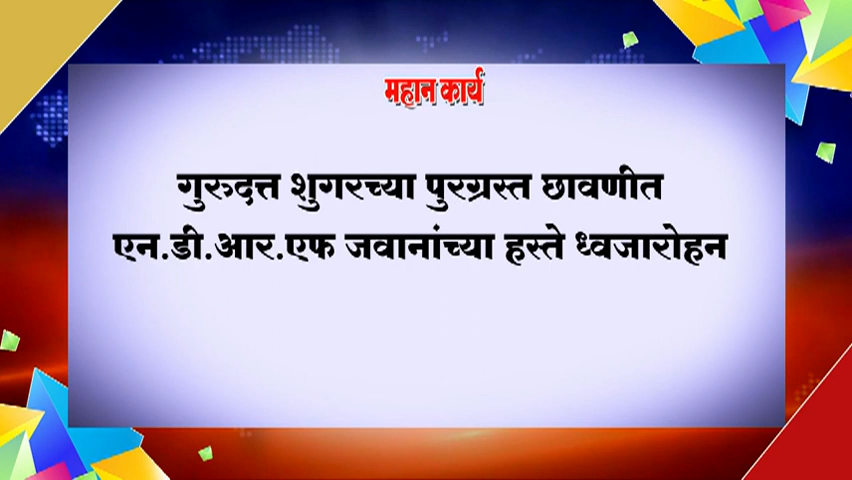 महान कार्य
गुरुदत्त शुगरच्या पुरग्रस्त छावणीत
एन.डी.आर.एफ जवानांच्या हस्ते ध्वजारोहन